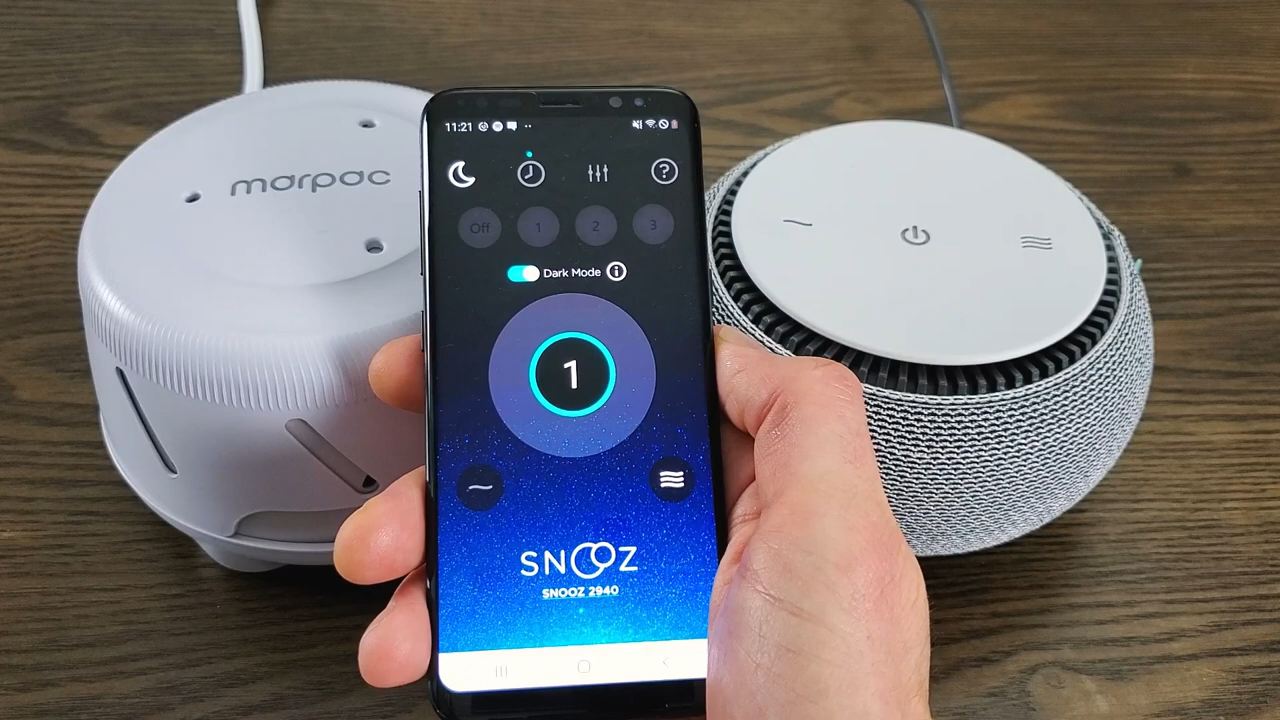 marpac
11:21
?
Off 1 2 3
Dark Mode i
1
SNOOZ
SNOOZ 2940